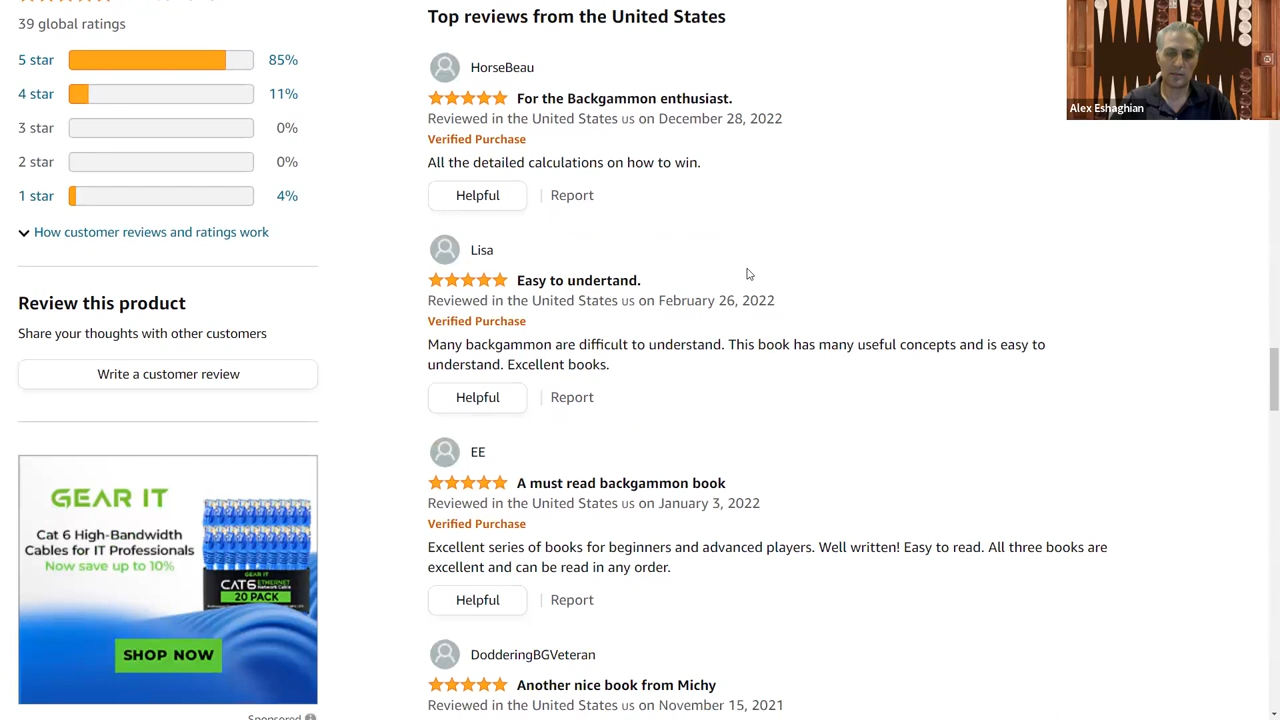 39 global ratings
5 star 85%
4 star 11%
3 star 0%
2 star 0%
1 star 4%
How customer reviews and ratings work
Review this product
Share your thoughts with other customers
Write a customer review
GEAR IT
Cat 6 High-Bandwidth
Cables for IT Professionals
Now save up to 10%
GEAR IT
CAT6 ETHERNET
20 PACK
SHOP NOW
Sponsored
Top reviews from the United States
HorseBeau
For the Backgammon enthusiast.
Reviewed in the United States us on December 28, 2022
Verified Purchase
All the detailed calculations on how to win.
Helpful | Report
Lisa
Easy to undertand.
Reviewed in the United States us on February 26, 2022
Verified Purchase
Many backgammon are difficult to understand. This book has many useful concepts and is easy to
understand. Excellent books.
Helpful | Report
EE
A must read backgammon book
Reviewed in the United States us on January 3, 2022
Verified Purchase
Excellent series of books for beginners and advanced players. Well written! Easy to read. All three books are
excellent and can be read in any order.
Helpful | Report
DodderingBGVeteran
Another nice book from Michy
Reviewed in the United States us on November 15, 2021
Alex Eshaghian